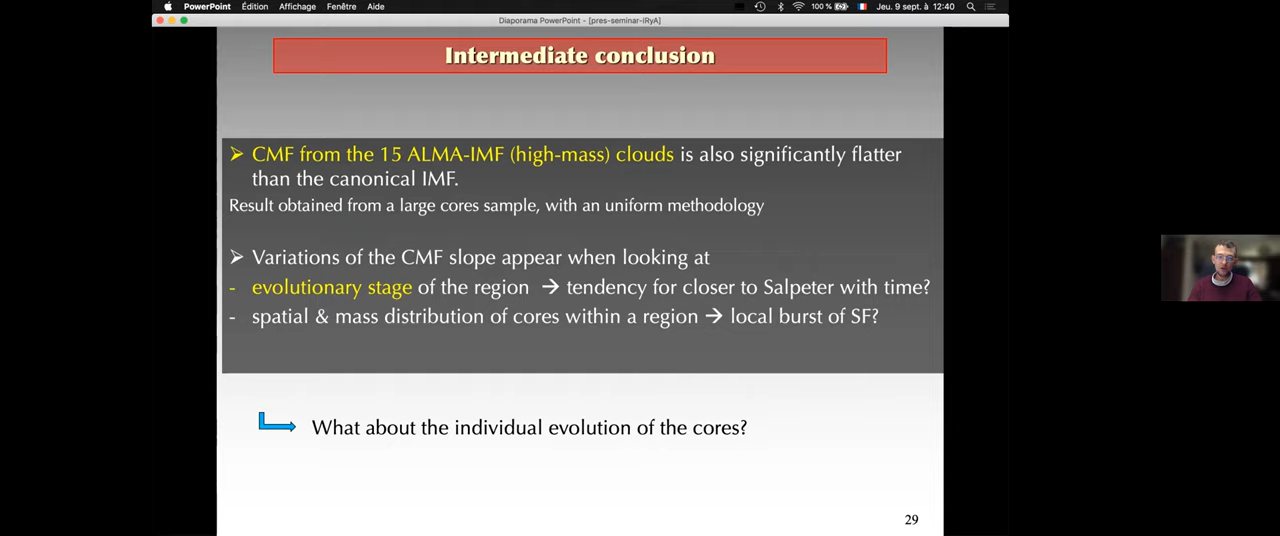 PowerPoint Édition Affichage Fenêtre Aide 100 % Jeu. 9 sept. à 12:40
Diaporama PowerPoint - [pres-seminar-IRyA]
Intermediate conclusion
➤ CMF from the 15 ALMA-IMF (high-mass) clouds is also significantly flatter
than the canonical IMF.
Result obtained from a large cores sample, with an uniform methodology
➤ Variations of the CMF slope appear when looking at
- evolutionary stage of the region → tendency for closer to Salpeter with time?
- spatial & mass distribution of cores within a region → local burst of SF?
What about the individual evolution of the cores?
29